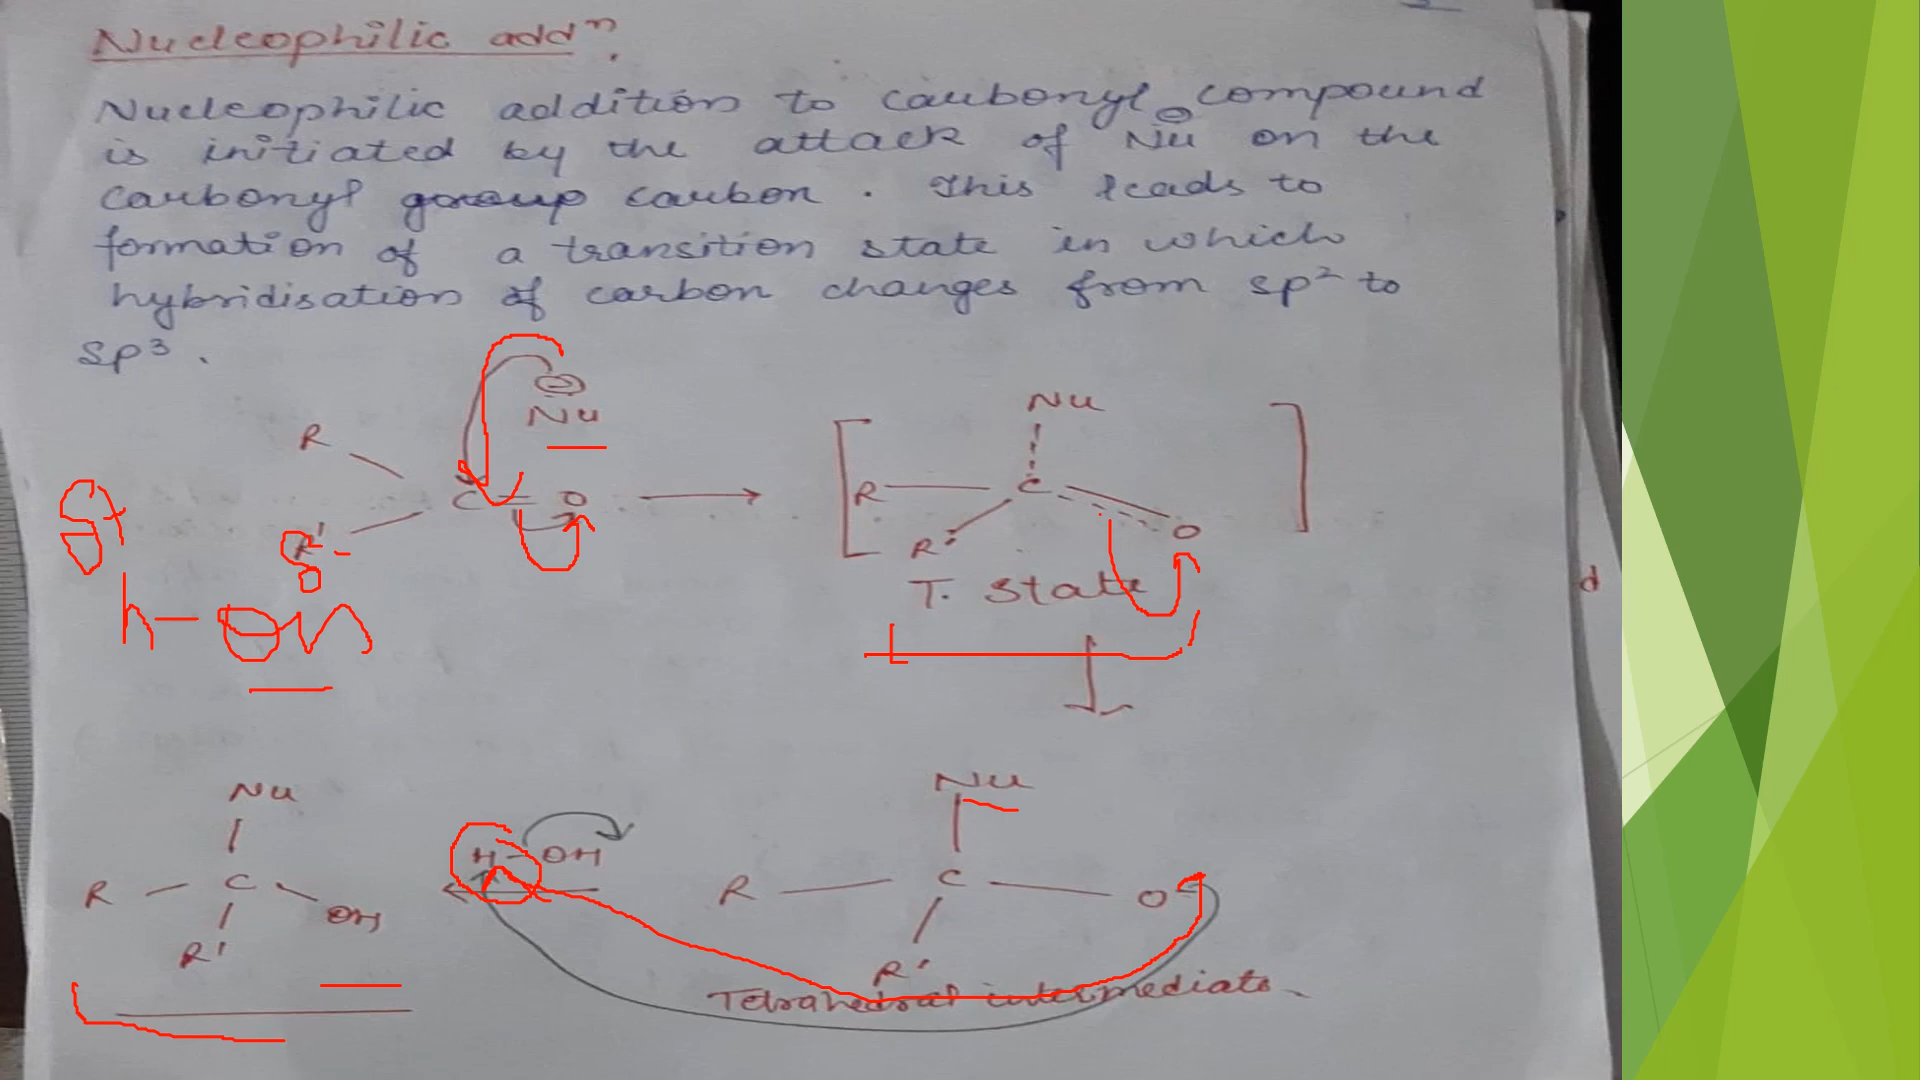 Nucleophilic addn.
Nucleophilic addition to carbonyl compound
is initiated by the attack of Nu⊖ on the
carbonyl group carbon. This leads to
formation of a transition state in which
hybridisation of carbon changes from sp² to
sp³.
⊖
Nu
R
C = O
R'
Nu
R C O
R'
T. State
Nu
R C O⁻
R'
Tetrahedral intermediate.
H-OH
Nu
R - C - OH
R'
d